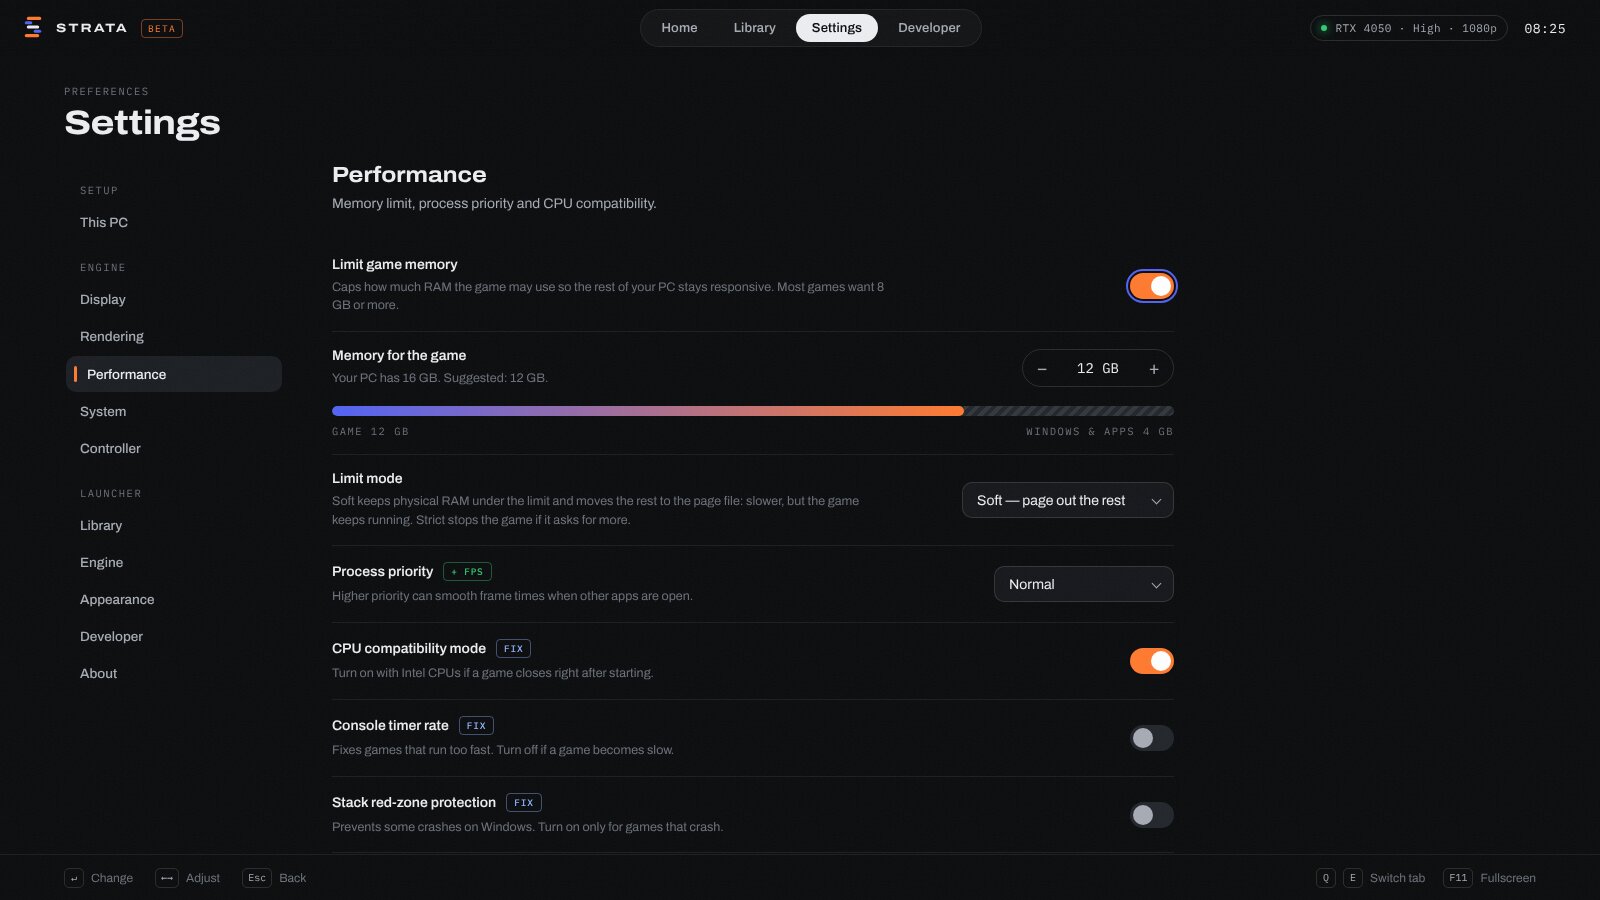 STRATA BETA
Home Library Settings Developer
RTX 4050 · High · 1080p 08:25
PREFERENCES
Settings
SETUP
This PC
ENGINE
Display
Rendering
Performance
System
Controller
LAUNCHER
Library
Engine
Appearance
Developer
About
Performance
Memory limit, process priority and CPU compatibility.
Limit game memory
Caps how much RAM the game may use so the rest of your PC stays responsive. Most games want 8
GB or more.
Memory for the game
Your PC has 16 GB. Suggested: 12 GB.
− 12 GB +
GAME 12 GB WINDOWS & APPS 4 GB
Limit mode
Soft keeps physical RAM under the limit and moves the rest to the page file: slower, but the game
keeps running. Strict stops the game if it asks for more.
Soft — page out the rest
Process priority + FPS
Higher priority can smooth frame times when other apps are open.
Normal
CPU compatibility mode FIX
Turn on with Intel CPUs if a game closes right after starting.
Console timer rate FIX
Fixes games that run too fast. Turn off if a game becomes slow.
Stack red-zone protection FIX
Prevents some crashes on Windows. Turn on only for games that crash.
↵ Change ↔ Adjust Esc Back
Q E Switch tab F11 Fullscreen